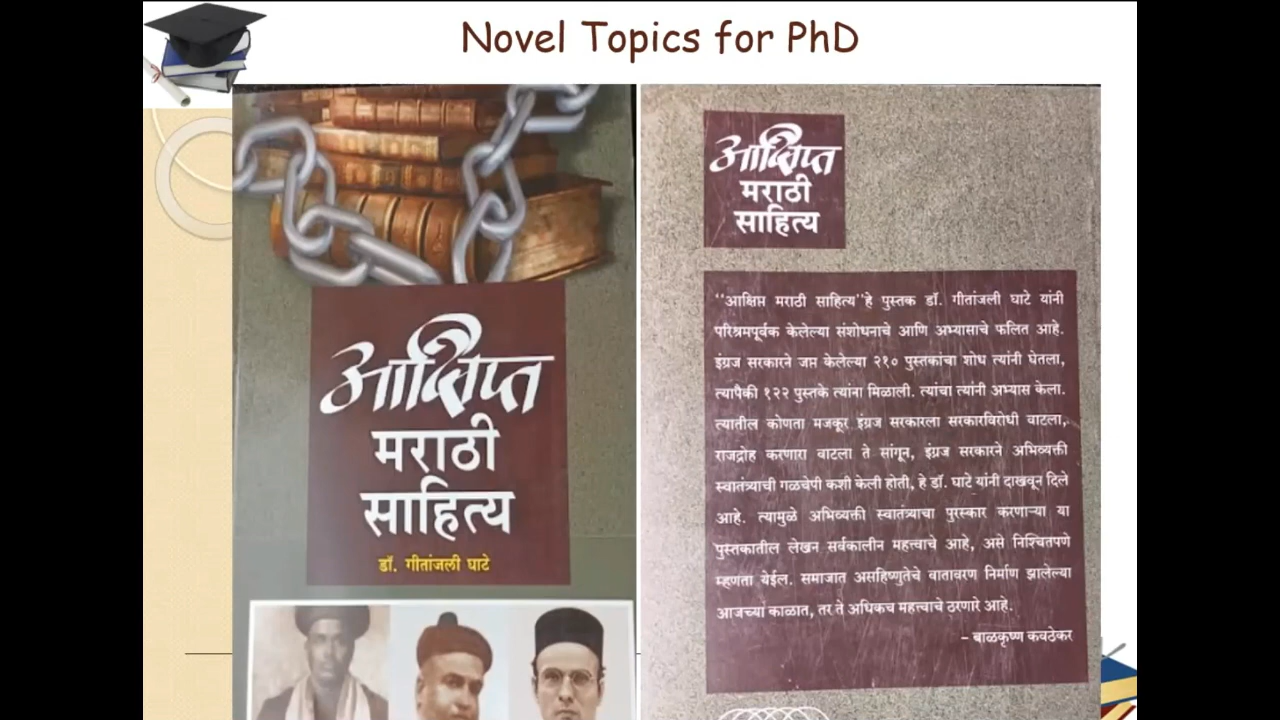 Novel Topics for PhD
आक्षिप्त
मराठी
साहित्य
डॉ. गीतांजली घाटे
आक्षिप्त
मराठी
साहित्य
“आक्षिप्त मराठी साहित्य” हे पुस्तक डॉ. गीतांजली घाटे यांनी
परिश्रमपूर्वक केलेल्या संशोधनाचे आणि अभ्यासाचे फलित आहे.
इंग्रज सरकारने जप्त केलेल्या २१० पुस्तकांचा शोध त्यांनी घेतला,
त्यापैकी १२२ पुस्तके त्यांना मिळाली. त्यांचा त्यांनी अभ्यास केला.
त्यातील कोणता मजकूर इंग्रज सरकारला सरकारविरोधी वाटला,
राजद्रोह करणारा वाटला ते सांगून, इंग्रज सरकारने अभिव्यक्ती
स्वातंत्र्याची गळचेपी कशी केली होती, हे डॉ. घाटे यांनी दाखवून दिले
आहे. त्यामुळे अभिव्यक्ती स्वातंत्र्याचा पुरस्कार करणाऱ्या या
पुस्तकातील लेखन सर्वकालीन महत्त्वाचे आहे, असे निश्चितपणे
म्हणता येईल. समाजात असहिष्णुतेचे वातावरण निर्माण झालेल्या
आजच्या काळात, तर ते अधिकच महत्त्वाचे ठरणारे आहे.
– बाळकृष्ण कवठेकर